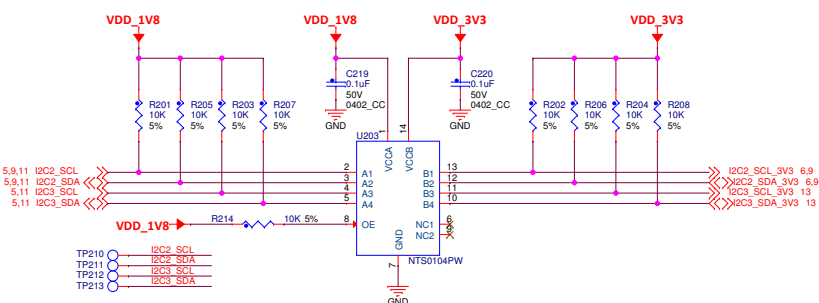 VDD_1V8 VDD_1V8 VDD_3V3 VDD_3V3
C219 0.1uF 50V 0402_CC
C220 0.1uF 50V 0402_CC
R201 10K 5%
R205 10K 5%
R203 10K 5%
R207 10K 5%
R202 10K 5%
R206 10K 5%
R204 10K 5%
R208 10K 5%
GND GND
U203 1 14
VCCA VCCB
5,9,11 I2C2_SCL 2 A1 B1 13 I2C2_SCL_3V3 6,9
5,9,11 I2C2_SDA 3 A2 B2 12 I2C2_SDA_3V3 6,9
5,11 I2C3_SCL 4 A3 B3 11 I2C3_SCL_3V3 13
5,11 I2C3_SDA 5 A4 B4 10 I2C3_SDA_3V3 13
VDD_1V8 R214 10K 5% 8 OE NC1 6
NC2 9
GND
7 NTS0104PW
TP210 I2C2_SCL
TP211 I2C2_SDA
TP212 I2C3_SCL
TP213 I2C3_SDA
GND